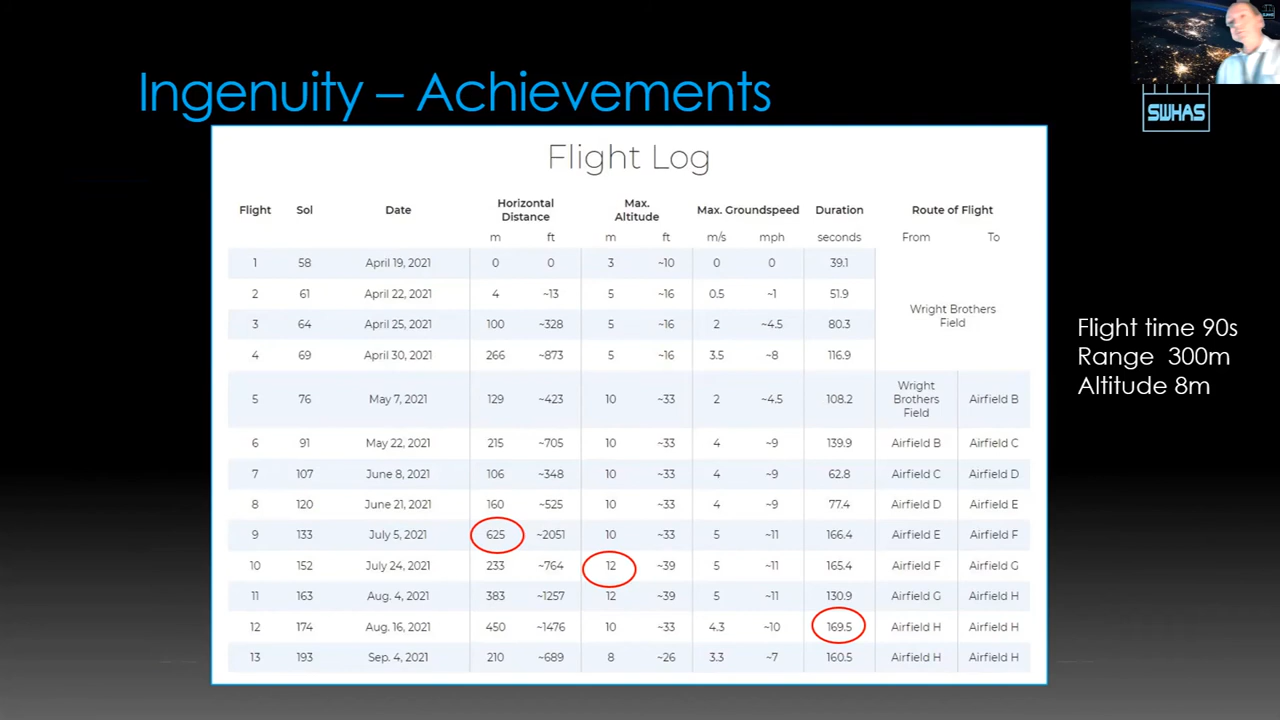 Ingenuity – Achievements
SWHAS
Flight Log
Flight Sol Date Horizontal Distance Max. Altitude Max. Groundspeed Duration Route of Flight
m ft m ft m/s mph seconds From To
1 58 April 19, 2021 0 0 3 ~10 0 0 39.1
2 61 April 22, 2021 4 ~13 5 ~16 0.5 ~1 51.9
Wright Brothers
Field
3 64 April 25, 2021 100 ~328 5 ~16 2 ~4.5 80.3
4 69 April 30, 2021 266 ~873 5 ~16 3.5 ~8 116.9
5 76 May 7, 2021 129 ~423 10 ~33 2 ~4.5 108.2 Wright Brothers Field Airfield B
6 91 May 22, 2021 215 ~705 10 ~33 4 ~9 139.9 Airfield B Airfield C
7 107 June 8, 2021 106 ~348 10 ~33 4 ~9 62.8 Airfield C Airfield D
8 120 June 21, 2021 160 ~525 10 ~33 4 ~9 77.4 Airfield D Airfield E
9 133 July 5, 2021 625 ~2051 10 ~33 5 ~11 166.4 Airfield E Airfield F
10 152 July 24, 2021 233 ~764 12 ~39 5 ~11 165.4 Airfield F Airfield G
11 163 Aug. 4, 2021 383 ~1257 12 ~39 5 ~11 130.9 Airfield G Airfield H
12 174 Aug. 16, 2021 450 ~1476 10 ~33 4.3 ~10 169.5 Airfield H Airfield H
13 193 Sep. 4, 2021 210 ~689 8 ~26 3.3 ~7 160.5 Airfield H Airfield H
Flight time 90s
Range 300m
Altitude 8m